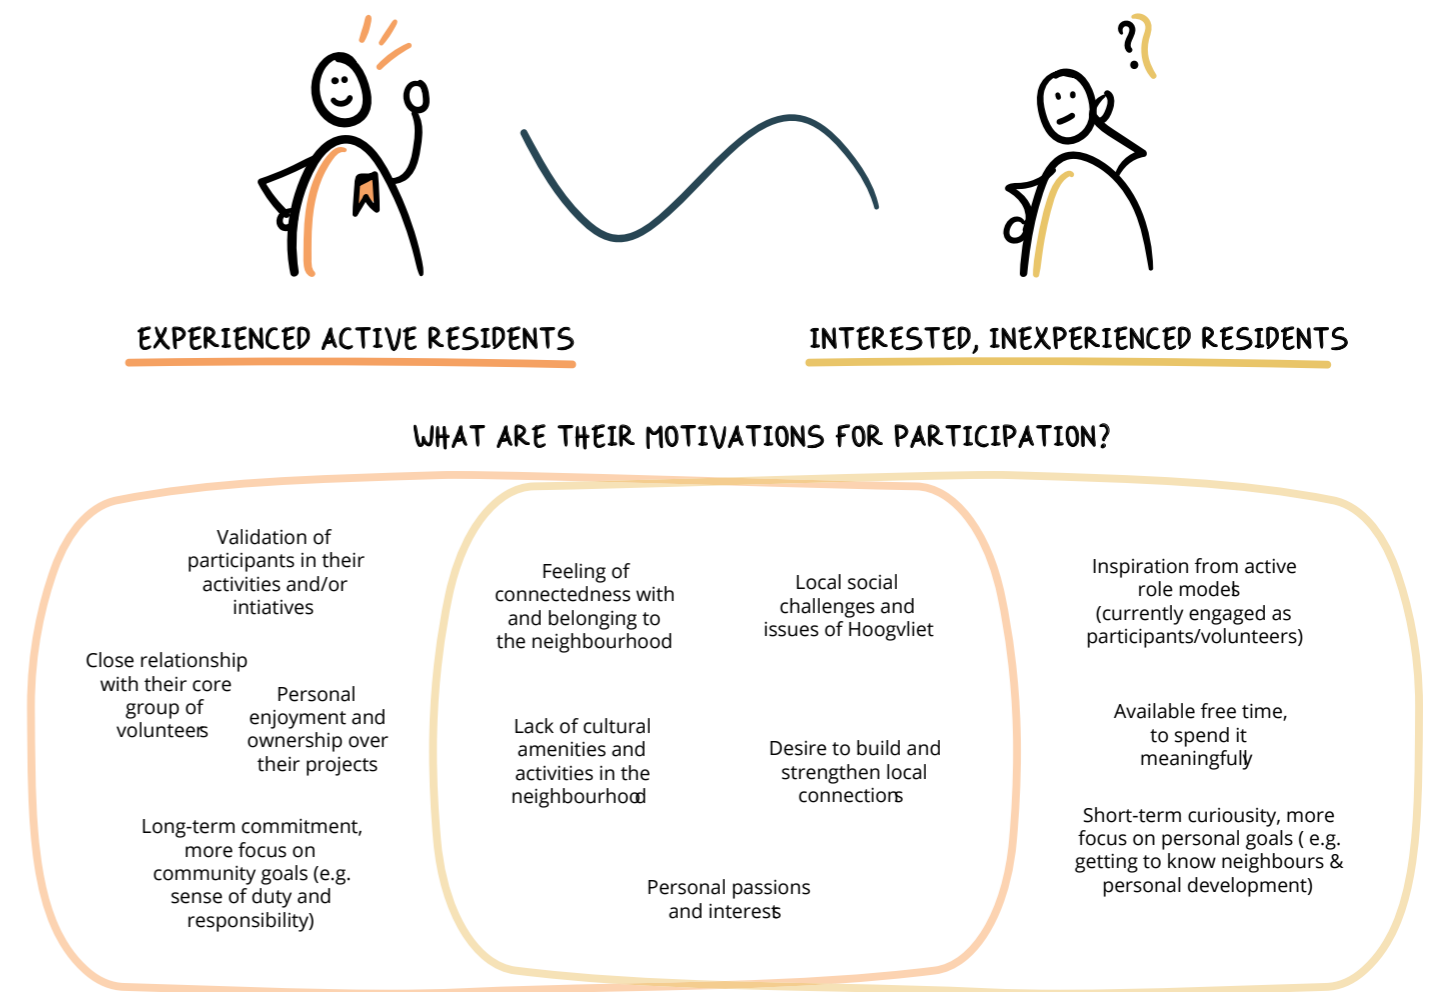 ?
EXPERIENCED ACTIVE RESIDENTS
INTERESTED, INEXPERIENCED RESIDENTS
WHAT ARE THEIR MOTIVATIONS FOR PARTICIPATION?
Validation of
participants in their
activities and/or
intiatives
Close relationship
with their core
group of
volunteers
Personal
enjoyment and
ownership over
their projects
Long-term commitment,
more focus on
community goals (e.g.
sense of duty and
responsibility)
Feeling of
connectedness with
and belonging to
the neighbourhood
Local social
challenges and
issues of Hoogvliet
Lack of cultural
amenities and
activities in the
neighbourhood
Desire to build and
strengthen local
connections
Personal passions
and interests
Inspiration from active
role models
(currently engaged as
participants/volunteers)
Available free time,
to spend it
meaningfully
Short-term curiousity, more
focus on personal goals ( e.g.
getting to know neighbours &
personal development)